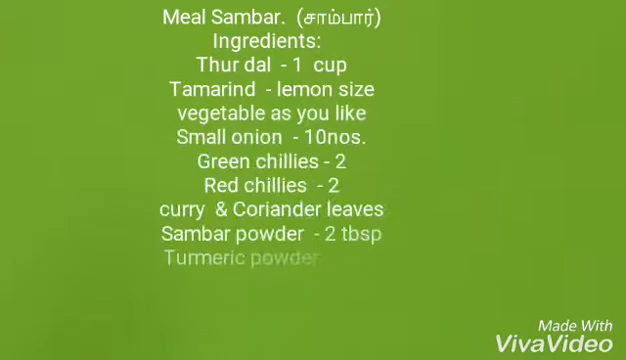 Meal Sambar. (சாம்பார்)
Ingredients:
Thur dal - 1 cup
Tamarind - lemon size
vegetable as you like
Small onion - 10nos.
Green chillies - 2
Red chillies - 2
curry & Coriander leaves
Sambar powder - 2 tbsp
Turmeric powder
Made With
VivaVideo